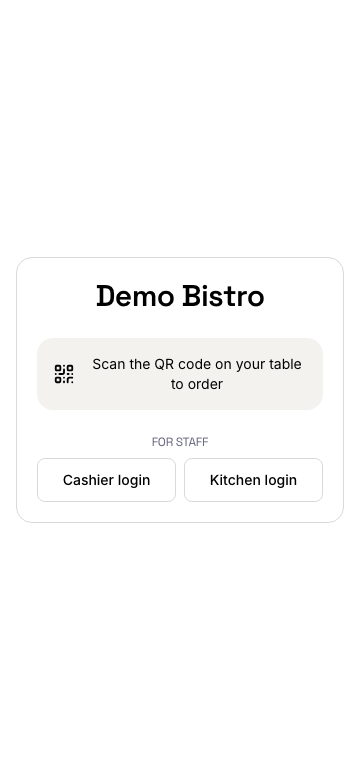 Demo Bistro
Scan the QR code on your table
to order
FOR STAFF
Cashier login
Kitchen login